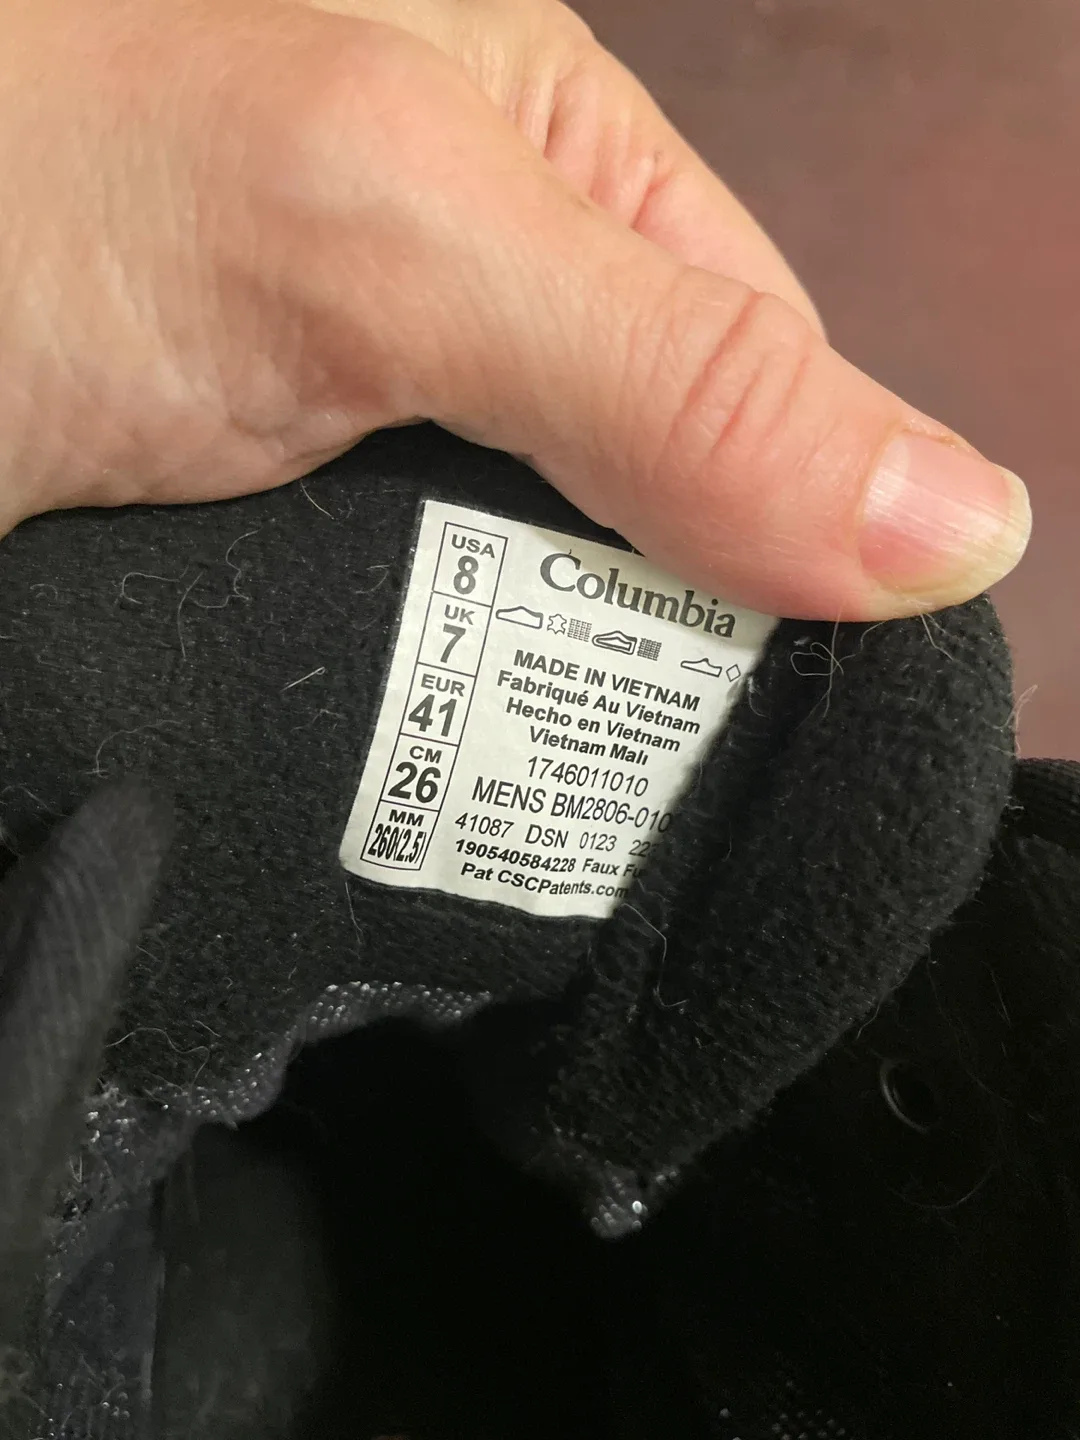 USA
8
UK
7
EUR
41
CM
26
MM
260(2.5)
Columbia
MADE IN VIETNAM
Fabriqué Au Vietnam
Hecho en Vietnam
Vietnam Malı
1746011010
MENS BM2806-010
41087 DSN 0123
190540584228 Faux
Pat CSCPatents.com